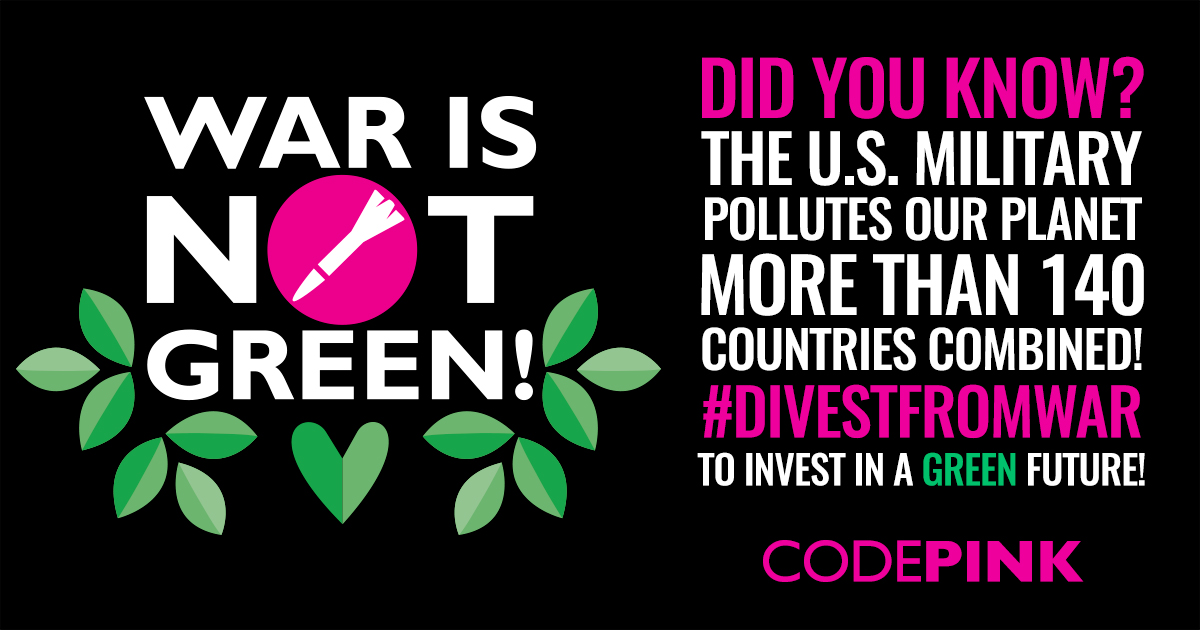 WAR IS
NOT
GREEN!
DID YOU KNOW?
THE U.S. MILITARY
POLLUTES OUR PLANET
MORE THAN 140
COUNTRIES COMBINED!
#DIVESTFROMWAR
TO INVEST IN A GREEN FUTURE!
CODEPINK